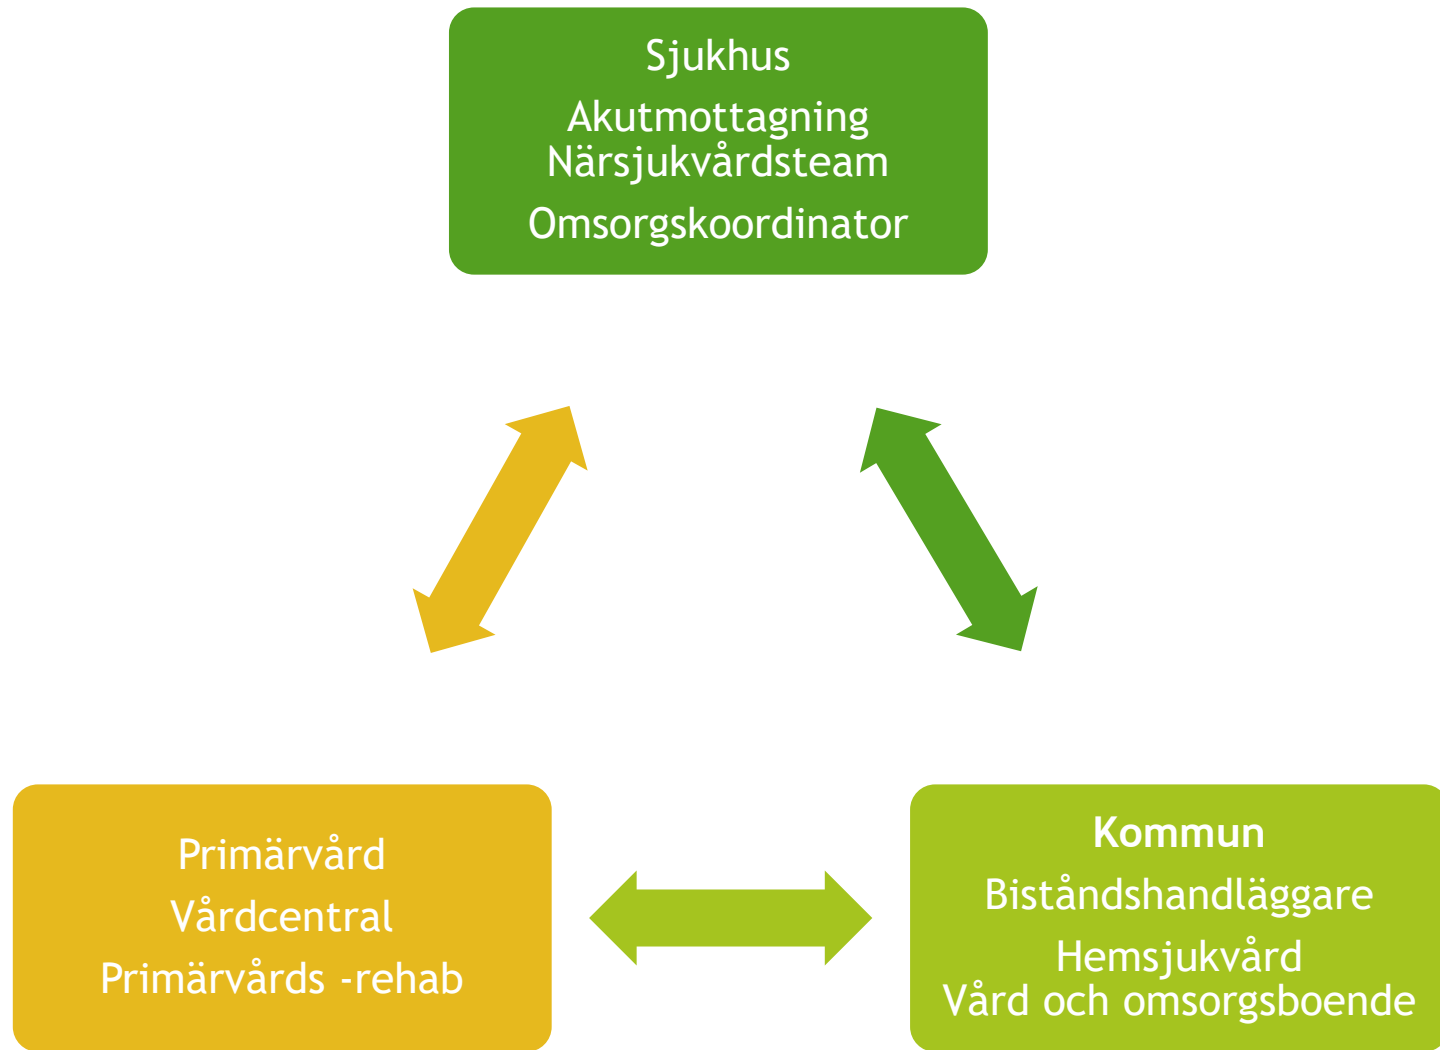 Sjukhus
Akutmottagning
Närsjukvårdsteam
Omsorgskoordinator
Primärvård
Vårdcentral
Primärvårds -rehab
Kommun
Biståndshandläggare
Hemsjukvård
Vård och omsorgsboende